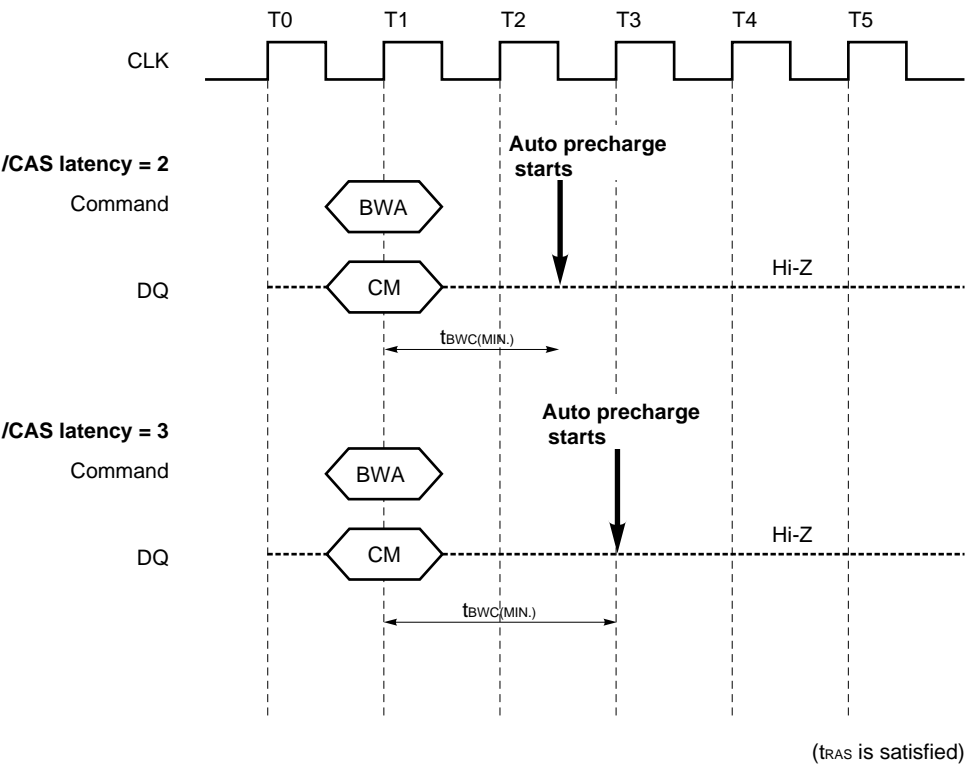 T0 T1 T2 T3 T4 T5
CLK
Auto precharge
starts
/CAS latency = 2
Command BWA
DQ CM Hi-Z
tBWC(MIN.)
Auto precharge
starts
/CAS latency = 3
Command BWA
DQ CM Hi-Z
tBWC(MIN.)
(tRAS is satisfied)